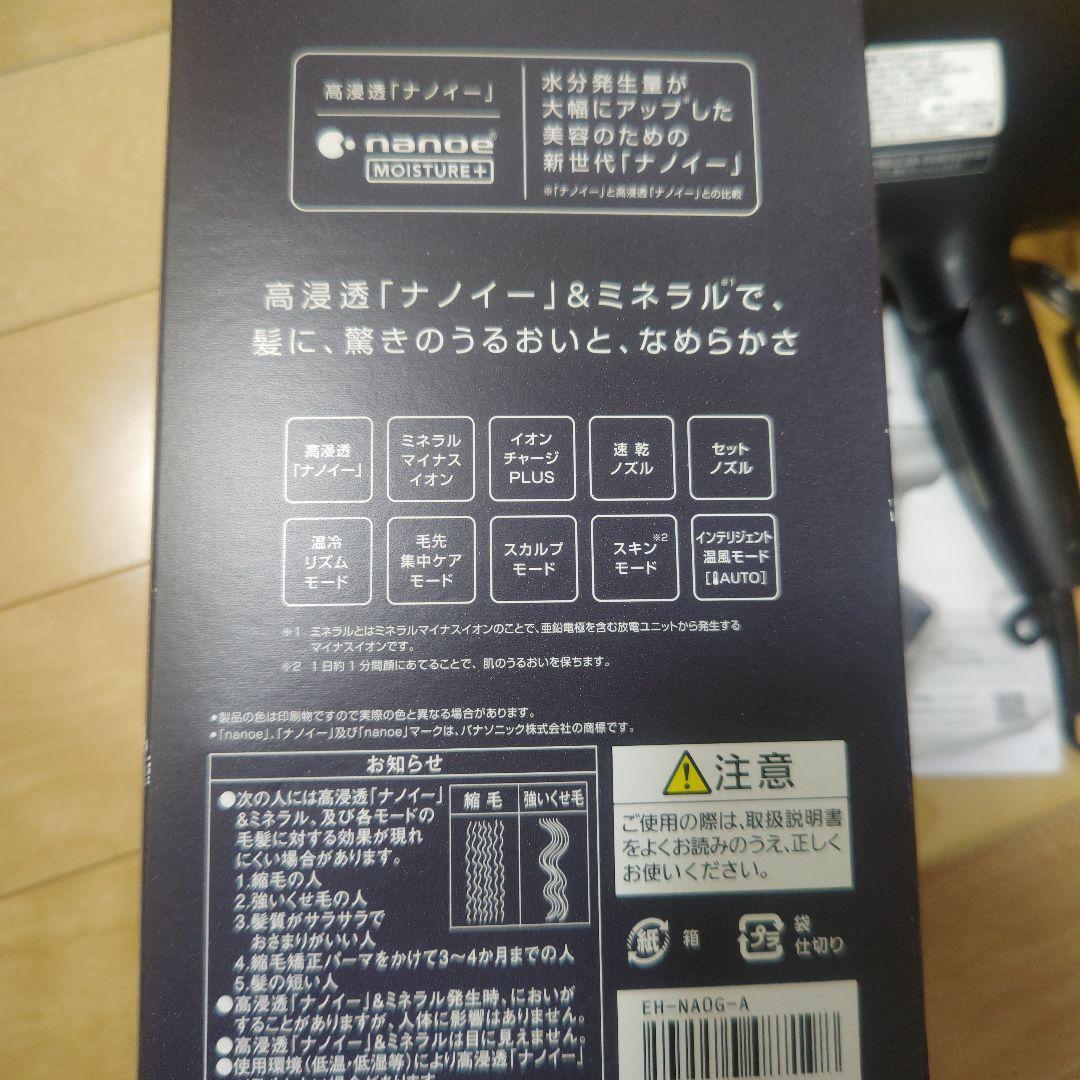 高浸透「ナノイー」
nanoe
MOISTURE+
水分発生量が
大幅にアップ※した
美容のための
新世代「ナノイー」
※「ナノイー」と高浸透「ナノイー」との比較
高浸透「ナノイー」&ミネラル※1で、
髪に、驚きのうるおいと、なめらかさ
高浸透
「ナノイー」
ミネラル
マイナス
イオン
イオン
チャージ
PLUS
速乾
ノズル
セット
ノズル
温冷
リズム
モード
毛先
集中ケア
モード
スカルプ
モード
スキン※2
モード
インテリジェント
温風モード
[AUTO]
※1 ミネラルとはミネラルマイナスイオンのことで、亜鉛電極を含む放電ユニットから発生する
マイナスイオンです。
※2 1日約1分間顔にあてることで、肌のうるおいを保ちます。
●製品の色は印刷物ですので実際の色と異なる場合があります。
●「nanoe」、「ナノイー」及び「nanoe」マークは、パナソニック株式会社の商標です。
お知らせ
●次の人には高浸透「ナノイー」
&ミネラル、及び各モードの
毛髪に対する効果が現れ
にくい場合があります。
1.縮毛の人
2.強いくせ毛の人
3.髪質がサラサラで
おさまりがいい人
4.縮毛矯正パーマをかけて3~4か月までの人
5.髪の短い人
●高浸透「ナノイー」&ミネラル発生時、においが
することがありますが、人体に影響はありません。
●高浸透「ナノイー」&ミネラルは目に見えません。
●使用環境(低温・低湿等)により高浸透「ナノイー」
縮毛
強いくせ毛
注意
ご使用の際は、取扱説明書
をよくお読みのうえ、正しく
お使いください。
紙
箱
プラ
袋
仕切り
EH-NA0G-A